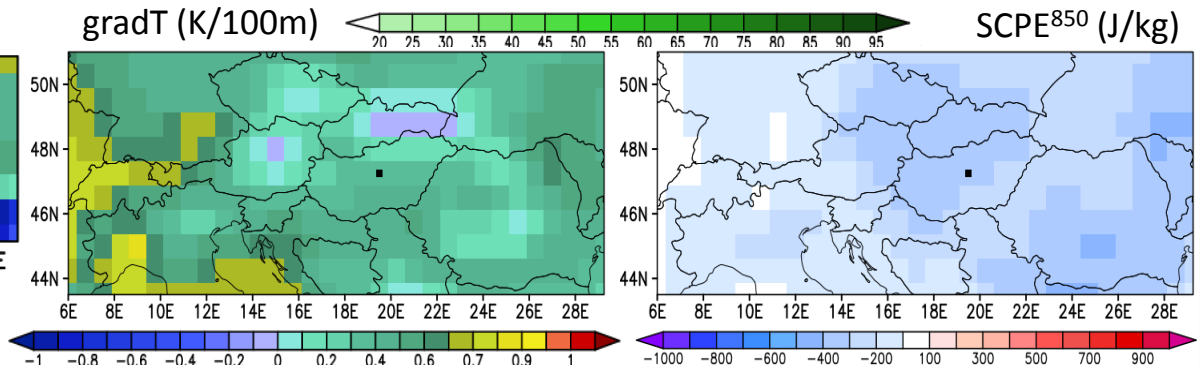 gradT (K/100m)
20 25 30 35 40 45 50 55 60 65 70 75 80 85 90 95
SCPE⁸⁵⁰ (J/kg)
50N
48N
46N
44N
6E 8E 10E 12E 14E 16E 18E 20E 22E 24E 26E 28E
−1 −0.8 −0.6 −0.4 −0.2 0 0.2 0.4 0.6 0.7 0.9 1
E
50N
48N
46N
44N
6E 8E 10E 12E 14E 16E 18E 20E 22E 24E 26E 28E
−1000 −800 −600 −400 −200 100 300 500 700 900